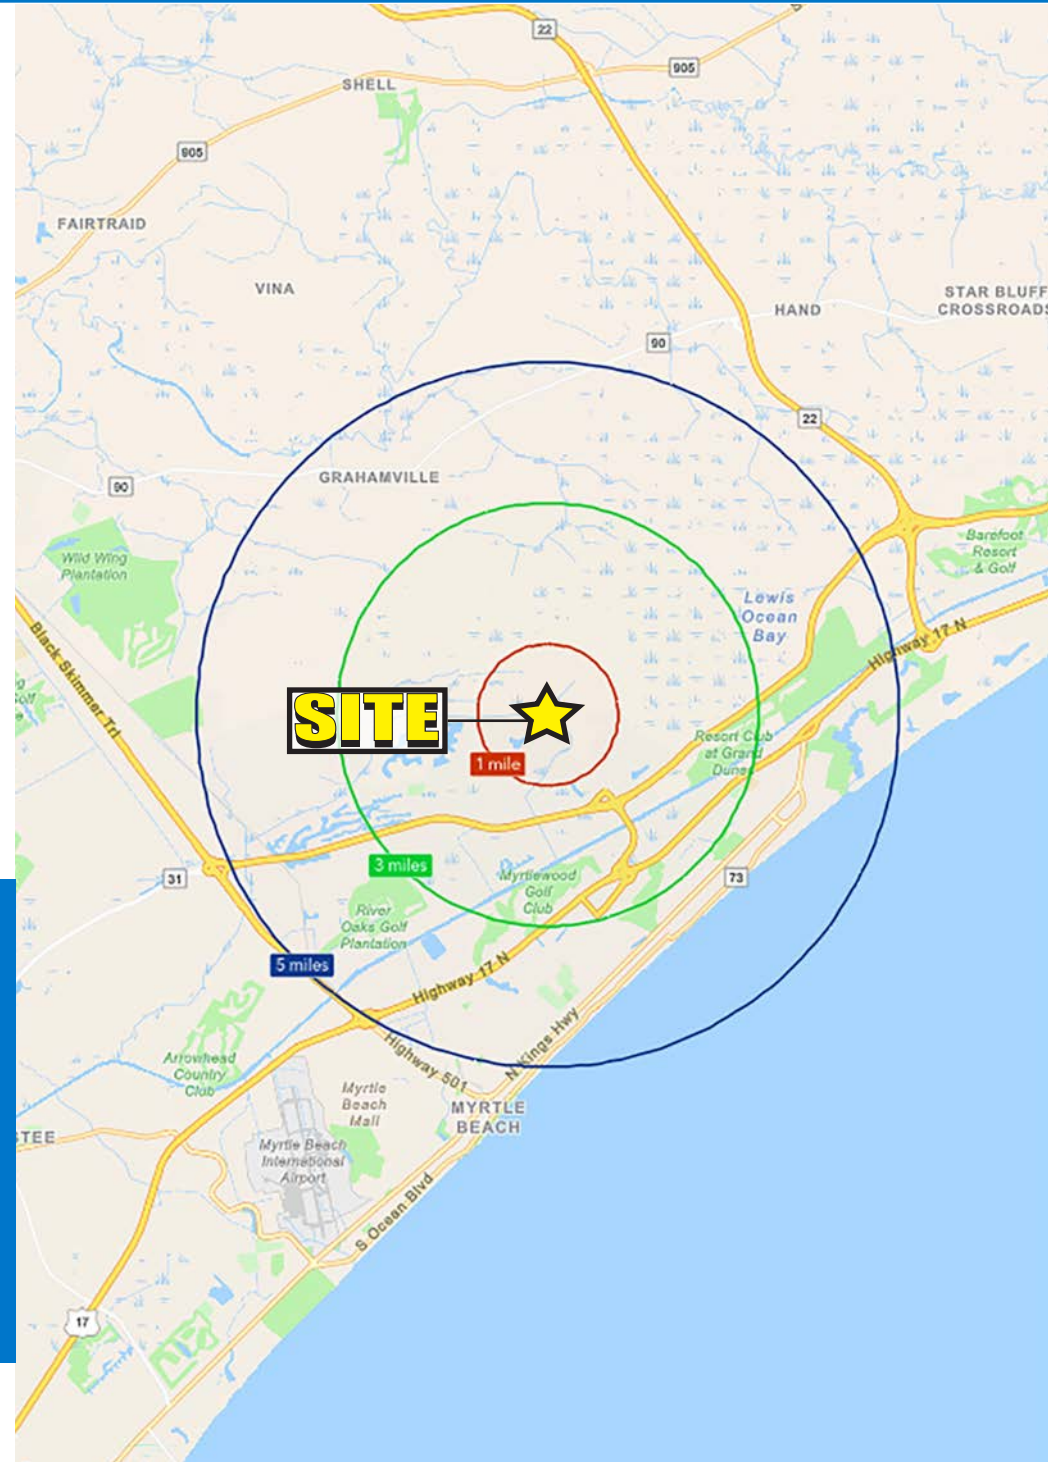 22
905
SHELL
905
FAIRTRAID
VINA
STAR BLUFF
CROSSROADS
HAND
90
22
GRAHAMVILLE
90
Barefoot
Resort
& Golf
Wild Wing
Plantation
Lewis
Ocean
Bay
Black Skimmer Trl
Highway 17 N
Golf
SITE
Resort Club
at Grand
Dunes
1 mile
3 miles
31
73
Myrtlewood
Golf
Club
River
Oaks Golf
Plantation
5 miles
Highway 17 N
N Kings Hwy
Highway 501
Arrowhead
Country
Club
Myrtle
Beach
Mall
MYRTLE
BEACH
STEE
Myrtle Beach
International
Airport
S Ocean Blvd
17